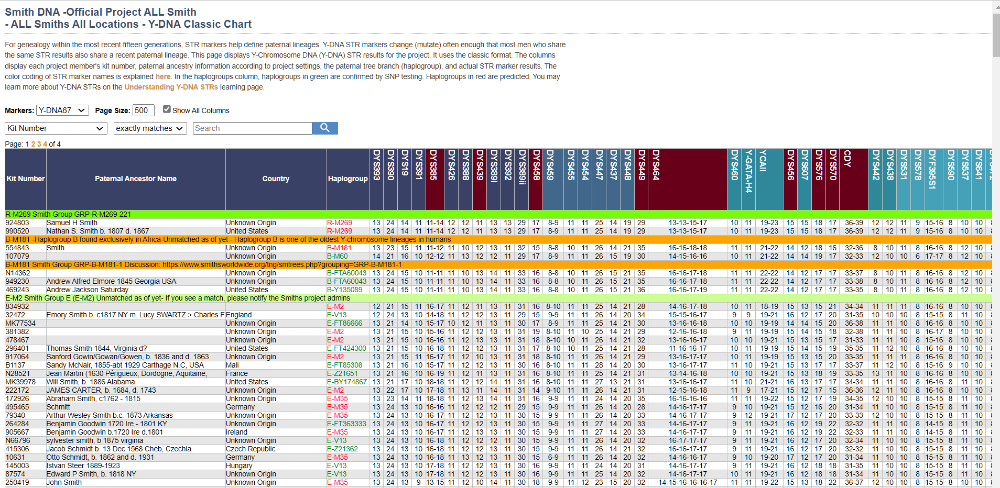 Smith DNA -Official Project ALL Smith
- ALL Smiths All Locations - Y-DNA Classic Chart
For genealogy within the most recent fifteen generations, STR markers help define paternal lineages. Y-DNA STR markers change (mutate) often enough that most men who share
the same STR results also share a recent paternal lineage. This page displays Y-Chromosome DNA (Y-DNA) STR results for the project. It uses the classic format. The columns
display each project member's kit number, paternal ancestry information according to project settings, the paternal tree branch (haplogroup), and actual STR marker results. The
color coding of STR marker names is explained here. In the haplogroups column, haplogroups in green are confirmed by SNP testing. Haplogroups in red are predicted. You may
learn more about Y-DNA STRs on the Understanding Y-DNA STRs learning page.
Markers: Y-DNA67 Page Size: 500 Show All Columns
Kit Number exactly matches Search
Page: 1 2 3 4 of 4
Kit Number Paternal Ancestor Name Country Haplogroup DYS393 DYS390 DYS19 DYS391 DYS385 DYS426 DYS388 DYS439 DYS389i DYS392 DYS389ii DYS458 DYS459 DYS455 DYS454 DYS447 DYS437 DYS448 DYS449 DYS464 DYS460 Y-GATA-H4 YCAII DYS456 DYS607 DYS576 DYS570 CDY DYS442 DYS438 DYS531 DYS578 DYF395S1 DYS590 DYS537 DYS641
R-M269 Smith Group GRP-R-M269-221
924803 Samuel H Smith Unknown Origin R-M269 13 24 14 11 11-14 12 12 11 13 13 29 17 8-9 11 11 25 14 19 29 13-13-15-17 10 11 19-23 15 15 18 17 36-39 12 12 11 9 15-16 8 10 10
990520 Nathan S. Smith b. 1807 d. 1867 United States R-M269 13 24 14 11 11-14 12 12 11 13 13 29 17 8-9 11 11 25 14 19 29 13-13-15-17 10 11 19-23 15 15 18 17 36-39 12 12 11 9 15-16 8 10 10
B-M181 -Haplogroup B found exclusively in Africa-Unmatched as of yet - Haplogroup B is one of the oldest Y-chromosome lineages in humans
554843 Smith Unknown Origin B-M181 13 23 15 11 11-12 11 10 12 13 11 32 15 8-8 10 11 26 14 21 35 16-16-18-18 11 11 21-22 14 12 18 16 32-36 8 10 11 8 16-16 8 12 10
107079 Unknown Origin B-M60 14 21 16 10 12-12 11 13 12 12 11 29 17 8-9 11 11 26 15 19 30 14-15-16-16 10 11 21-22 14 14 19 17 32-33 12 10 10 6 17-17 8 12 10
B-M181 Smith Group GRP-B-M181-1 Discussion: https://www.smithsworldwide.org/tng/smtrees.php?grouping=GRP-B-M181-1
N14362 Unknown Origin B-FTA60043 13 24 15 10 11-11 11 10 13 14 11 33 16 8-8 10 11 26 15 21 35 16-16-17-18 11 11 22-22 14 12 17 17 33-37 8 10 11 8 16-16 8 12 10
949230 Andrew Alfred Elmore 1845 Georgia USA Unknown Origin B-FTA60043 13 24 15 10 11-11 11 10 13 14 11 33 16 8-8 10 11 26 15 21 35 16-16-17-18 11 11 22-22 14 12 17 17 33-38 8 10 11 8 16-16 8 12 10
469243 Andrew Jackson Saturday United States B-Y135089 13 24 15 10 11-11 11 10 13 14 11 33 16 8-8 10 11 26 15 21 36 16-16-17-19 11 11 22-22 14 12 17 17 33-35 8 10 11 8 16-16 8 12 10
E-M2 Smith Group E (E-M2) Unmatched as of yet- If you see a match, please notify the Smiths project admins
834932 Unknown Origin E-M2 12 21 15 11 16-17 11 12 11 13 11 31 16 8-10 11 11 25 14 21 28 14-16-17-18 10 11 18-19 15 13 15 21 34-34 11 11 11 8 16-16 8 10 10
32472 Emory Smith b. c1817 NY m. Lucy SWARTZ > Charles F England E-V13 12 24 13 10 14-18 11 12 12 13 11 29 15 9-9 11 11 26 14 20 34 15-15-16-17 9 9 19-21 16 12 17 20 31-35 10 10 10 8 15-15 8 11 10
MK77534 Unknown Origin E-FT86666 13 21 14 10 15-17 10 12 11 13 11 30 17 8-9 11 11 25 14 21 30 13-16-16-18 10 10 19-19 14 14 15 20 36-38 11 11 10 8 16-16 8 10 10
381382 Unknown Origin E-M2 13 21 15 10 15-16 11 12 12 13 11 31 19 8-10 11 10 25 14 21 29 12-16-16-18 9 11 19-19 15 14 15 18 32-38 11 11 10 8 16-17 8 10 10
478467 Unknown Origin E-M2 13 21 15 10 16-16 11 12 13 13 11 31 18 8-10 10 11 26 14 21 32 13-16-16-17 10 11 19-21 15 13 15 17 31-33 11 11 10 8 15-16 8 10 10
296401 Thomas Smith 1844, Virginia d? United States E-FT424300 13 21 15 10 16-18 11 12 11 13 11 31 17 8-10 10 11 25 14 21 28 11-16-16-17 10 11 19-19 15 14 15 19 35-35 11 12 10 8 16-16 8 10 10
917064 Sanford Gowin/Gowan/Gowen, b. 1836 and d. 1863 Unknown Origin E-M2 13 21 15 11 16-17 11 12 10 13 11 31 18 8-10 11 11 26 14 21 29 13-16-17-17 10 11 19-19 15 13 15 20 33-35 11 11 11 8 16-16 8 10 10
B1137 Sandy McNair, 1855-abt 1929 Carthage N.C, USA Mali E-FT85308 13 21 16 10 15-17 11 12 12 13 11 30 16 8-10 11 11 28 14 20 30 13-16-17-17 11 10 19-21 15 13 17 17 33-37 11 12 10 8 15-16 9 10 10
N28521 Jean Martin (1630 Périgueux, Dordogne, Aquitaine, France E-Z21651 13 21 16 10 16-19 11 12 11 13 11 31 16 8-10 11 11 25 14 21 31 13-14-16-18 10 10 19-21 15 13 18 19 33-35 13 11 10 8 16-16 8 10 10
MK39978 Will Smith, b. 1886 Alabama United States E-BY174867 13 21 17 10 18-18 11 12 12 14 11 31 16 8-10 11 11 27 13 21 31 13-16-16-17 11 10 21-21 16 13 17 17 34-34 11 11 10 8 16-16 8 11 10
222172 JAMES CARTER, b. 1684, d. 1743 Unknown Origin E-M2 13 22 17 10 17-18 11 13 11 14 11 31 14 9-10 11 11 26 14 21 31 12-15-16-18 11 9 17-21 15 12 17 15 36-36 12 11 10 8 16-16 8 10 10
172926 Abraham Smith, c1762 - 1815 Unknown Origin E-M35 13 23 14 11 18-18 11 12 13 14 11 31 16 9-9 11 11 24 14 20 35 16-16-16-16 11 11 19-22 15 12 17 19 34-35 12 10 10 8 15-15 8 11 10
495465 Schmitt Germany E-M35 13 24 13 10 16-16 11 12 12 12 11 29 15 9-9 11 11 26 14 20 28 14-16-17-17 9 10 19-21 15 12 16 20 31-34 11 10 10 8 15-15 8 11 10
79340 Arthur Wesley Smith b.c. 1873 Arkansas Unknown Origin E-M35 13 24 13 10 16-17 11 12 11 13 11 30 15 9-9 11 11 26 14 20 33 14-16-17-17 9 12 19-21 17 12 17 20 33-33 12 10 10 8 15-15 8 11 10
264284 Benjamin Goodwin 1720 Ire - 1801 KY Unknown Origin E-FT363333 13 24 13 10 16-17 11 12 13 13 11 30 15 9-9 11 11 27 14 20 33 14-16-17-17 9 11 19-21 16 12 19 22 32-32 11 11 10 8 14-15 8 11 10
905667 Benjamin Goodwin b.1720 Ire d.1801 Ireland E-M35 13 24 13 10 16-17 11 12 13 13 11 30 15 9-9 11 11 27 14 20 33 14-16-17-17 9 11 19-21 16 12 19 22 32-33 11 11 10 8 14-15 8 11 10
N66796 sylvester smith, b 1875 virginia Unknown Origin E-V13 13 24 13 10 16-18 11 12 12 12 11 30 15 9-9 11 11 26 14 20 32 16-17-17-17 9 11 19-21 16 12 17 20 32-34 11 10 10 8 15-15 8 11 10
415306 Jacob Schmidt b. 13 Dec 1568 Cheb, Czechia Czech Republic E-Z21362 13 24 13 10 16-18 11 12 12 13 11 30 15 9-9 11 11 26 14 21 32 16-16-17-17 9 11 19-21 16 12 17 20 32-32 11 10 10 8 15-15 8 11 10
10631 Otto Schmidt, b. 1862 and d. 1931 Germany E-M35 13 24 13 10 16-18 11 12 12 13 11 30 15 6-9 11 11 26 14 20 32 14-16-17-17 9 10 19-20 17 12 17 20 31-34 11 10 10 8 15-15 8 11 10
145003 Istvan Steer 1889-1923 Hungary E-V13 13 24 13 10 17-18 11 12 12 13 11 30 16 9-9 11 11 24 14 20 31 14-16-17-17 9 11 19-21 16 12 18 18 31-35 11 10 10 8 15-15 8 11 10
87574 Edward P Smith, b. 1818 NY Unknown Origin E-V13 13 24 13 10 17-18 11 12 12 13 11 30 15 9-9 11 11 25 14 20 32 14-16-17-17 10 11 19-21 16 12 18 18 31-34 11 10 10 8 15-15 8 11 10
250419 John Smith Unknown Origin E-M35 13 24 13 9 13-15 11 12 10 14 11 30 18 9-9 11 12 23 15 20 32 14-15-16-16-16-17 11 11 19-22 15 13 18 22 36-37 12 10 10 8 15-15 8 10 10